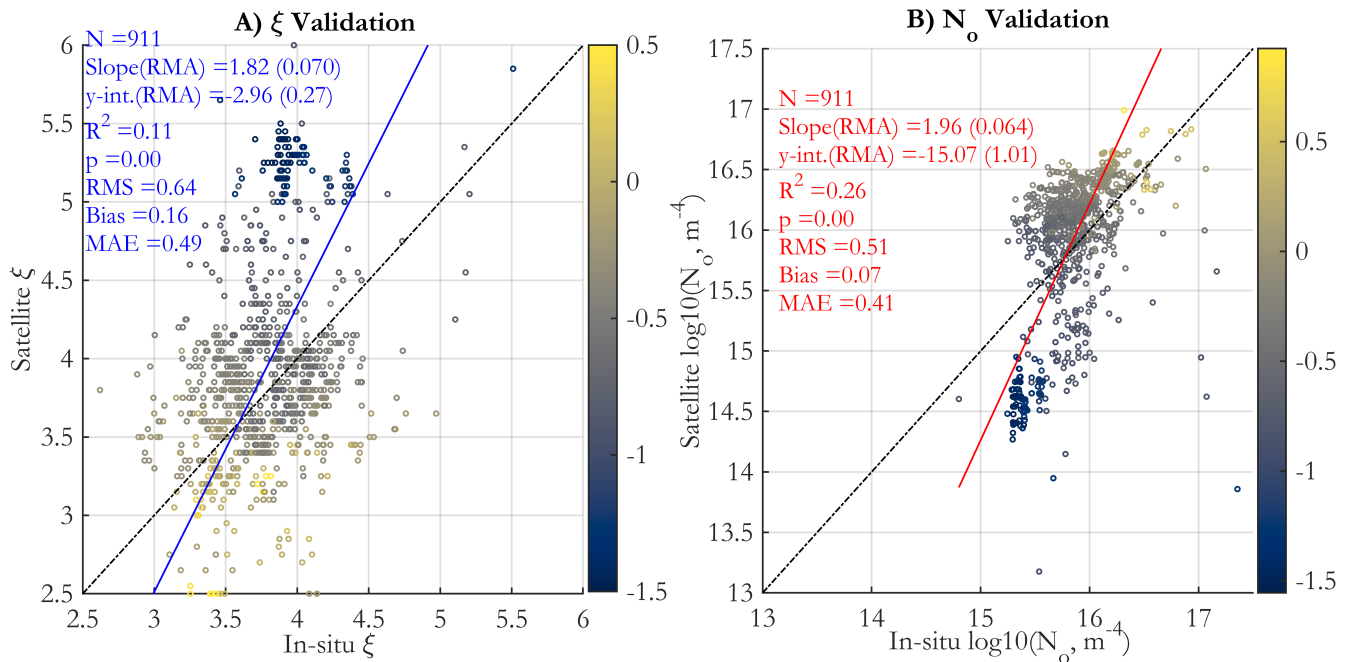 A) ξ Validation
N =911
Slope(RMA) =1.82 (0.070)
y-int.(RMA) =-2.96 (0.27)
R² =0.11
p =0.00
RMS =0.64
Bias =0.16
MAE =0.49
Satellite ξ
6
5.5
5
4.5
4
3.5
3
2.5
2.5
3
3.5
4
4.5
5
5.5
6
In-situ ξ
0.5
0
-0.5
-1
-1.5
B) Nₒ Validation
N =911
Slope(RMA) =1.96 (0.064)
y-int.(RMA) =-15.07 (1.01)
R² =0.26
p =0.00
RMS =0.51
Bias =0.07
MAE =0.41
Satellite log10(Nₒ, m⁻⁴)
17.5
17
16.5
16
15.5
15
14.5
14
13.5
13
13
14
15
16
17
In-situ log10(Nₒ, m⁻⁴)
0.5
0
-0.5
-1
-1.5